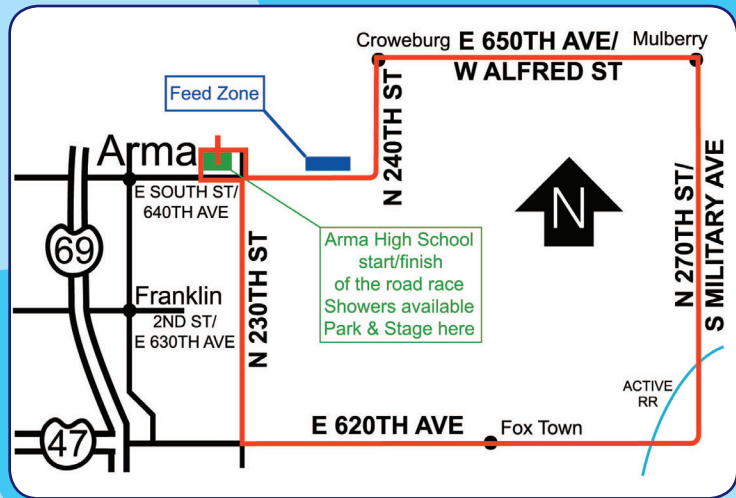 Croweburg
E 650TH AVE/
W ALFRED ST
Mulberry
Feed Zone
N 240TH ST
Arma
E SOUTH ST/
640TH AVE
N
N 270TH ST/
S MILITARY AVE
69
Arma High School
start/finish
of the road race
Showers available
Park & Stage here
Franklin
2ND ST/
E 630TH AVE
N 230TH ST
ACTIVE
RR
E 620TH AVE
Fox Town
47